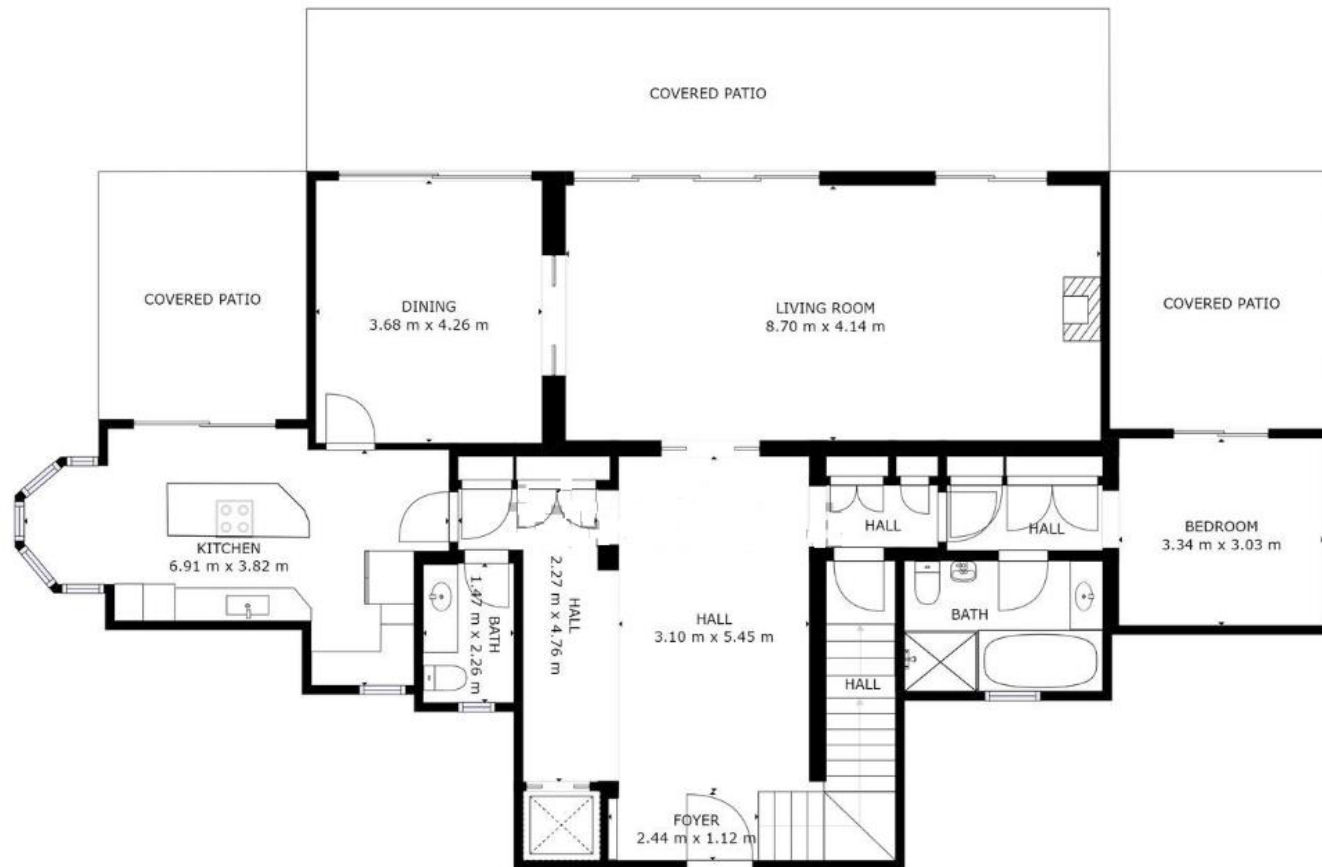 COVERED PATIO
COVERED PATIO
DINING
3.68 m x 4.26 m
LIVING ROOM
8.70 m x 4.14 m
COVERED PATIO
KITCHEN
6.91 m x 3.82 m
BATH
1.47 m x 2.26 m
HALL
2.27 m x 4.76 m
HALL
3.10 m x 5.45 m
HALL
HALL
BEDROOM
3.34 m x 3.03 m
BATH
HALL
FOYER
2.44 m x 1.12 m